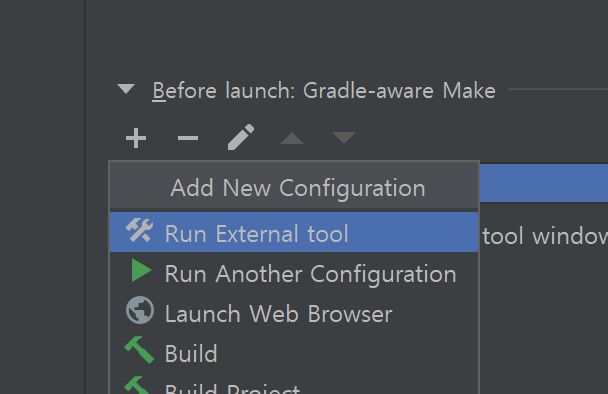 Before launch: Gradle-aware Make
Add New Configuration
Run External tool
tool window
Run Another Configuration
Launch Web Browser
Build
Build Project